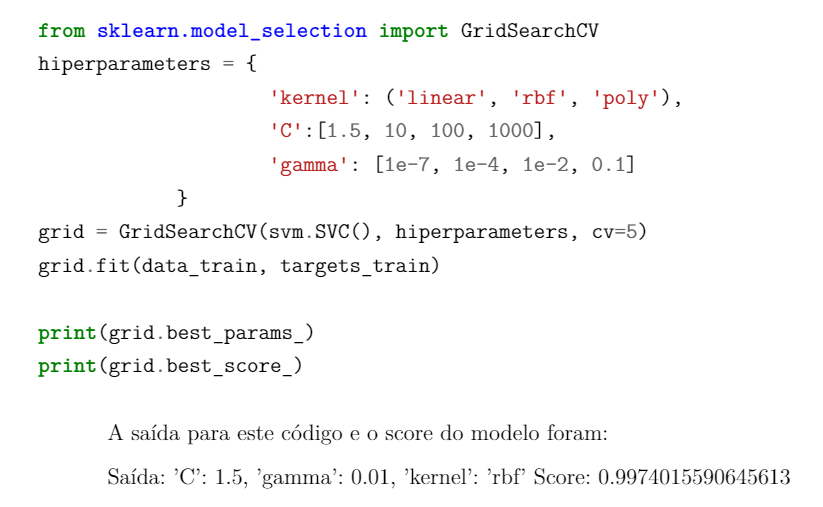 from sklearn.model_selection import GridSearchCV
hiperparameters = {
'kernel': ('linear', 'rbf', 'poly'),
'C':[1.5, 10, 100, 1000],
'gamma': [1e-7, 1e-4, 1e-2, 0.1]
}
grid = GridSearchCV(svm.SVC(), hiperparameters, cv=5)
grid.fit(data_train, targets_train)
print(grid.best_params_)
print(grid.best_score_)
A saída para este código e o score do modelo foram:
Saída: ’C’: 1.5, ’gamma’: 0.01, ’kernel’: ’rbf’ Score: 0.9974015590645613